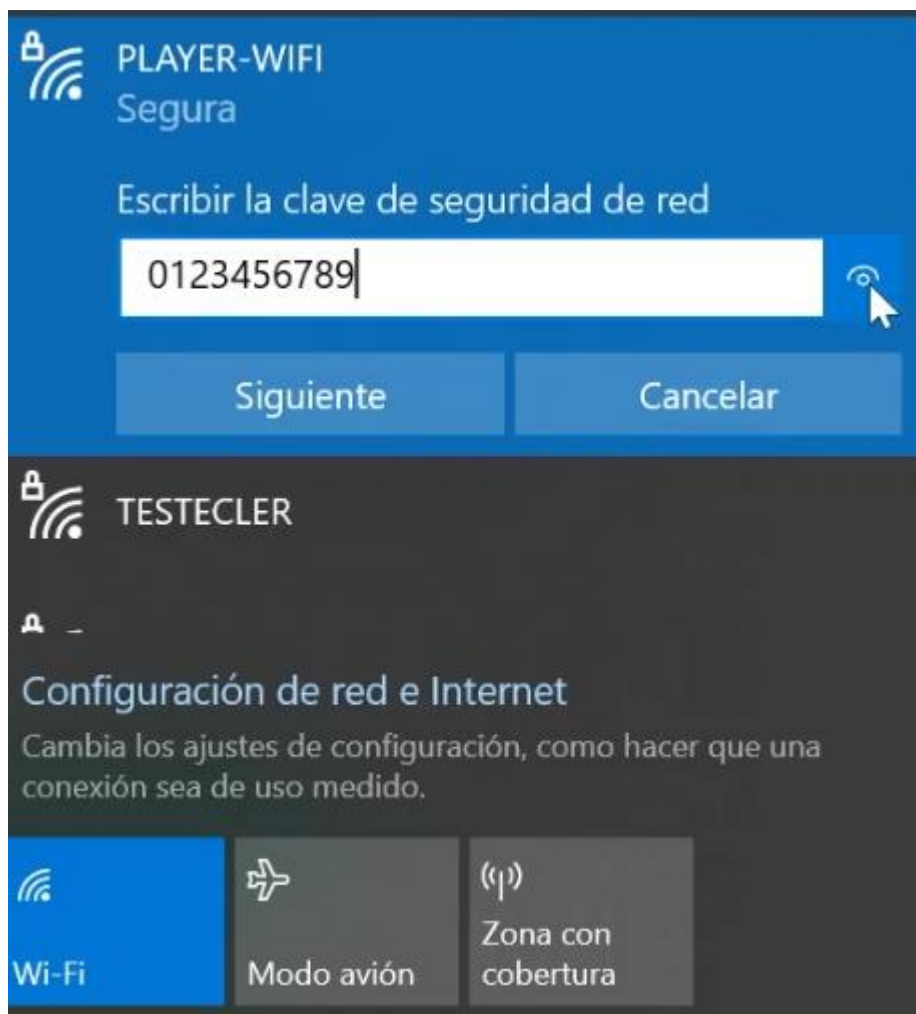 PLAYER-WIFI
Segura
Escribir la clave de seguridad de red
0123456789
Siguiente Cancelar
TESTECLER
Configuración de red e Internet
Cambia los ajustes de configuración, como hacer que una
conexión sea de uso medido.
Wi-Fi
Modo avión
Zona con
cobertura